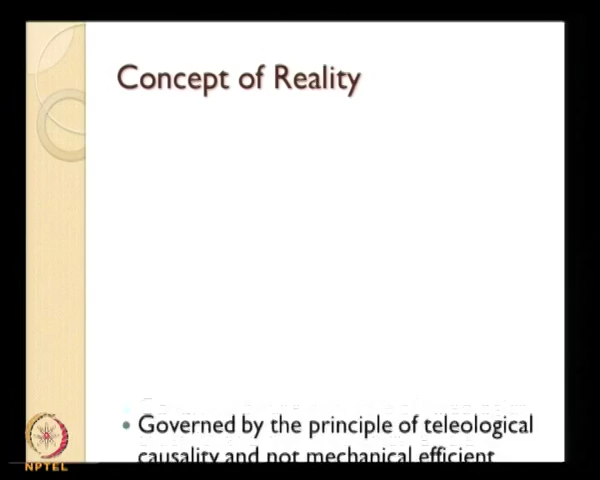 Concept of Reality
Governed by the principle of teleological
causality and not mechanical efficient
NPTEL